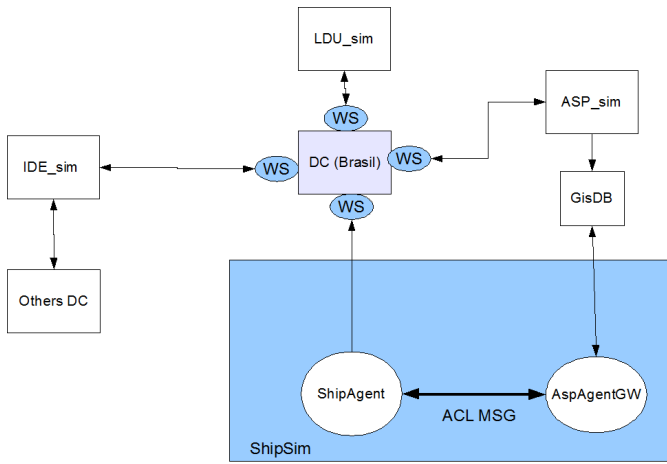 LDU_sim
WS
ASP_sim
IDE_sim
WS
DC (Brasil)
WS
GisDB
WS
Others DC
ShipAgent
AspAgentGW
ACL MSG
ShipSim